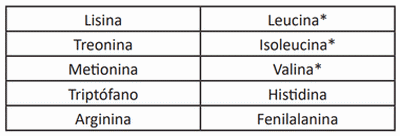 Lisina Leucina*
Treonina Isoleucina*
Metionina Valina*
Triptófano Histidina
Arginina Fenilalanina